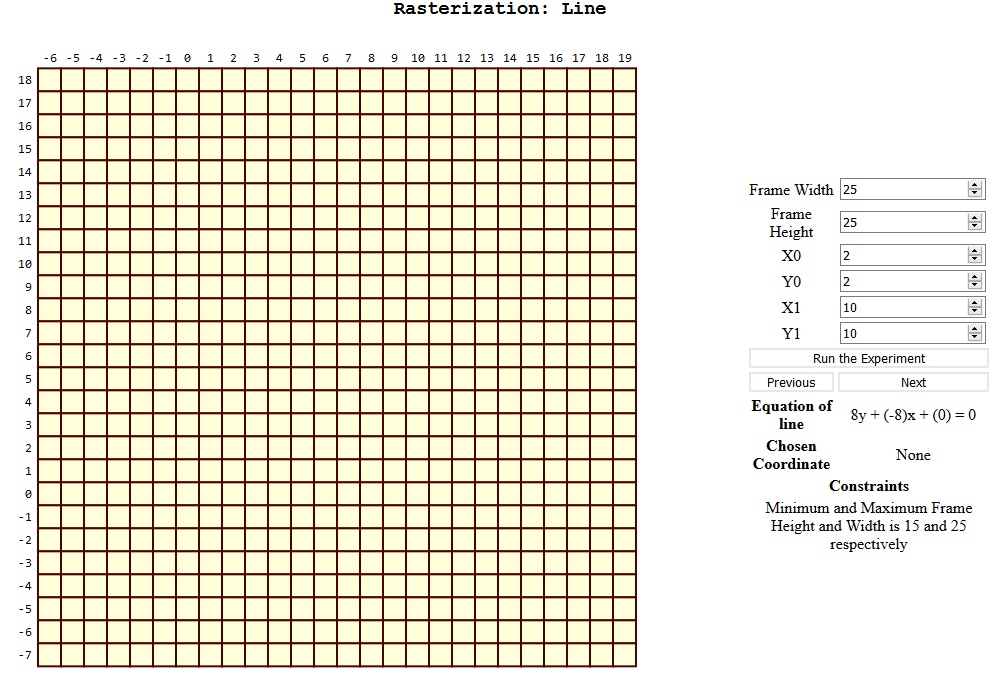 Rasterization: Line
-6 -5 -4 -3 -2 -1 0 1 2 3 4 5 6 7 8 9 10 11 12 13 14 15 16 17 18 19
18
17
16
15
14
13
12
11
10
9
8
7
6
5
4
3
2
1
0
-1
-2
-3
-4
-5
-6
-7
Frame Width 25
Frame
Height 25
X0 2
Y0 2
X1 10
Y1 10
Run the Experiment
Previous Next
Equation of
line 8y + (-8)x + (0) = 0
Chosen
Coordinate None
Constraints
Minimum and Maximum Frame
Height and Width is 15 and 25
respectively